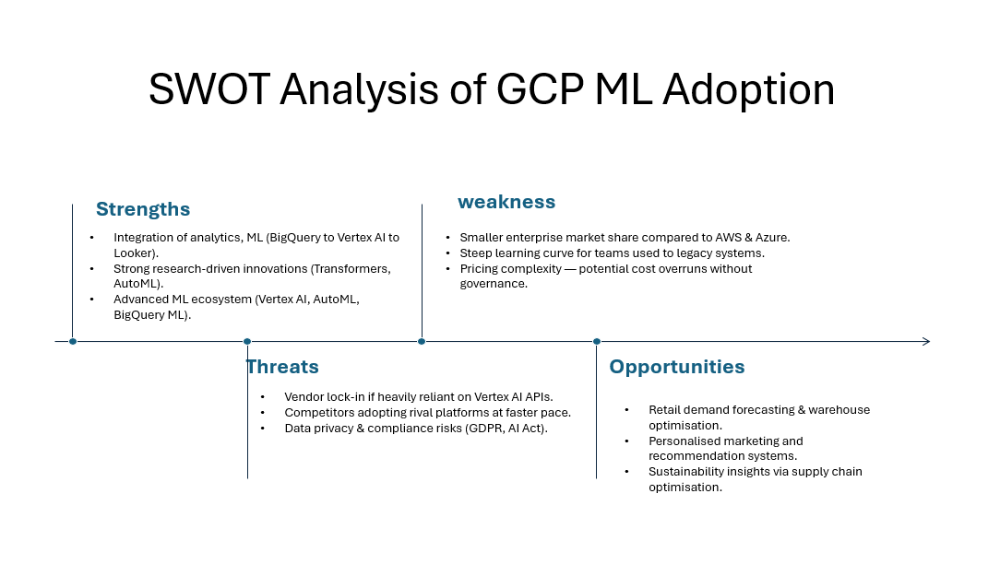 SWOT Analysis of GCP ML Adoption
Strengths
• Integration of analytics, ML (BigQuery to Vertex AI to
Looker).
• Strong research-driven innovations (Transformers,
AutoML).
• Advanced ML ecosystem (Vertex AI, AutoML,
BigQuery ML).
weakness
• Smaller enterprise market share compared to AWS & Azure.
• Steep learning curve for teams used to legacy systems.
• Pricing complexity — potential cost overruns without
governance.
Threats
• Vendor lock-in if heavily reliant on Vertex AI APIs.
• Competitors adopting rival platforms at faster pace.
• Data privacy & compliance risks (GDPR, AI Act).
Opportunities
• Retail demand forecasting & warehouse
optimisation.
• Personalised marketing and
recommendation systems.
• Sustainability insights via supply chain
optimisation.